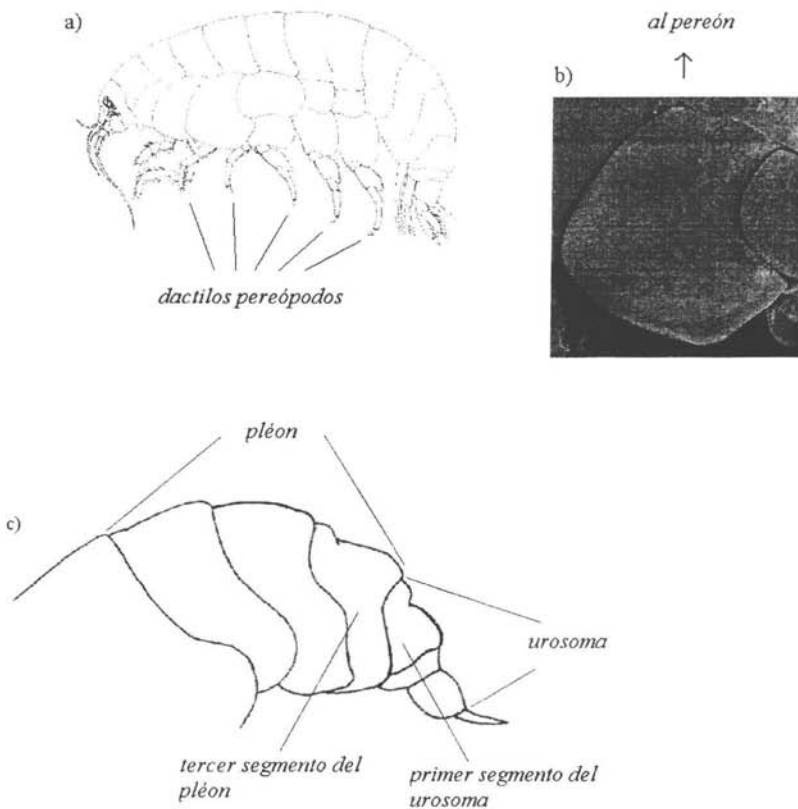 a)
al pereón
b)
dactilos pereópodos
pléon
c)
urosoma
tercer segmento del
pléon
primer segmento del
urosoma